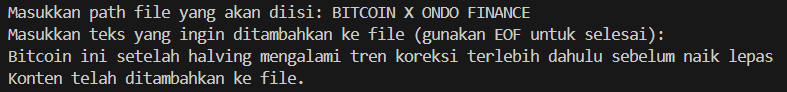 Masukkan path file yang akan diisi: BITCOIN X ONDO FINANCE
Masukkan teks yang ingin ditambahkan ke file (gunakan EOF untuk selesai):
Bitcoin ini setelah halving mengalami tren koreksi terlebih dahulu sebelum naik lepas
Konten telah ditambahkan ke file.